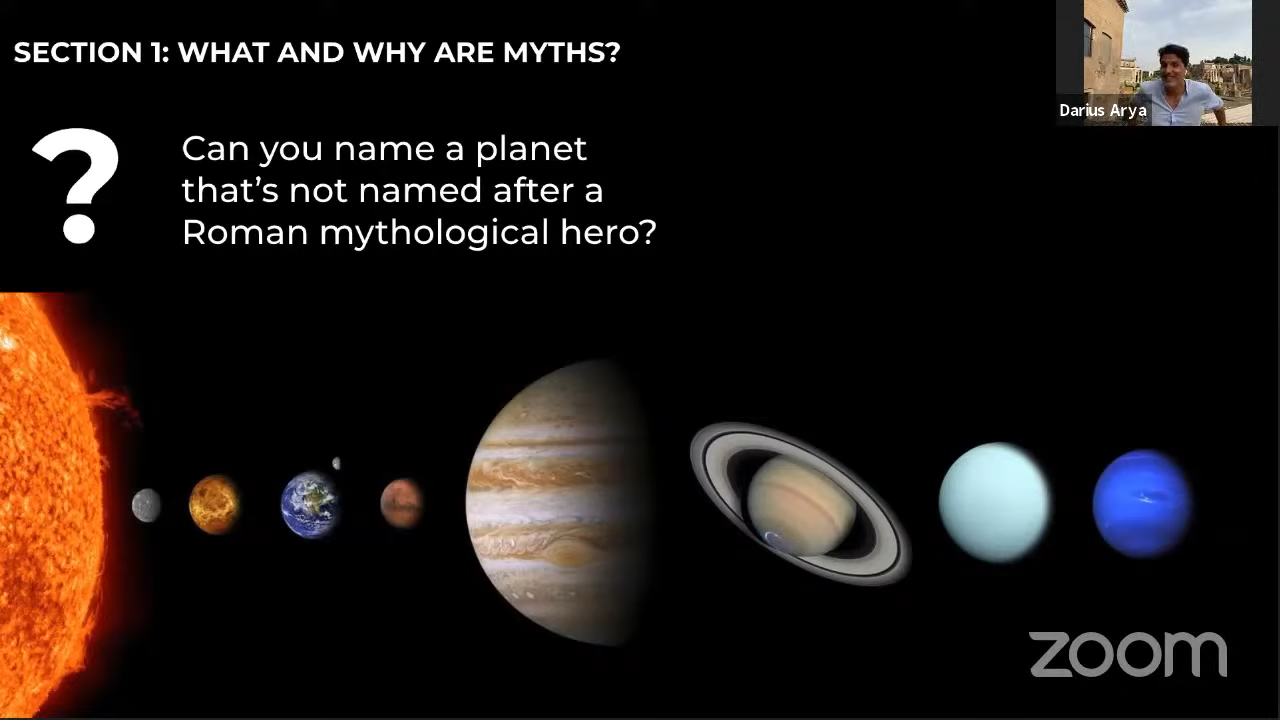 SECTION 1: WHAT AND WHY ARE MYTHS?
Darius Arya
?
Can you name a planet
that’s not named after a
Roman mythological hero?
zoom